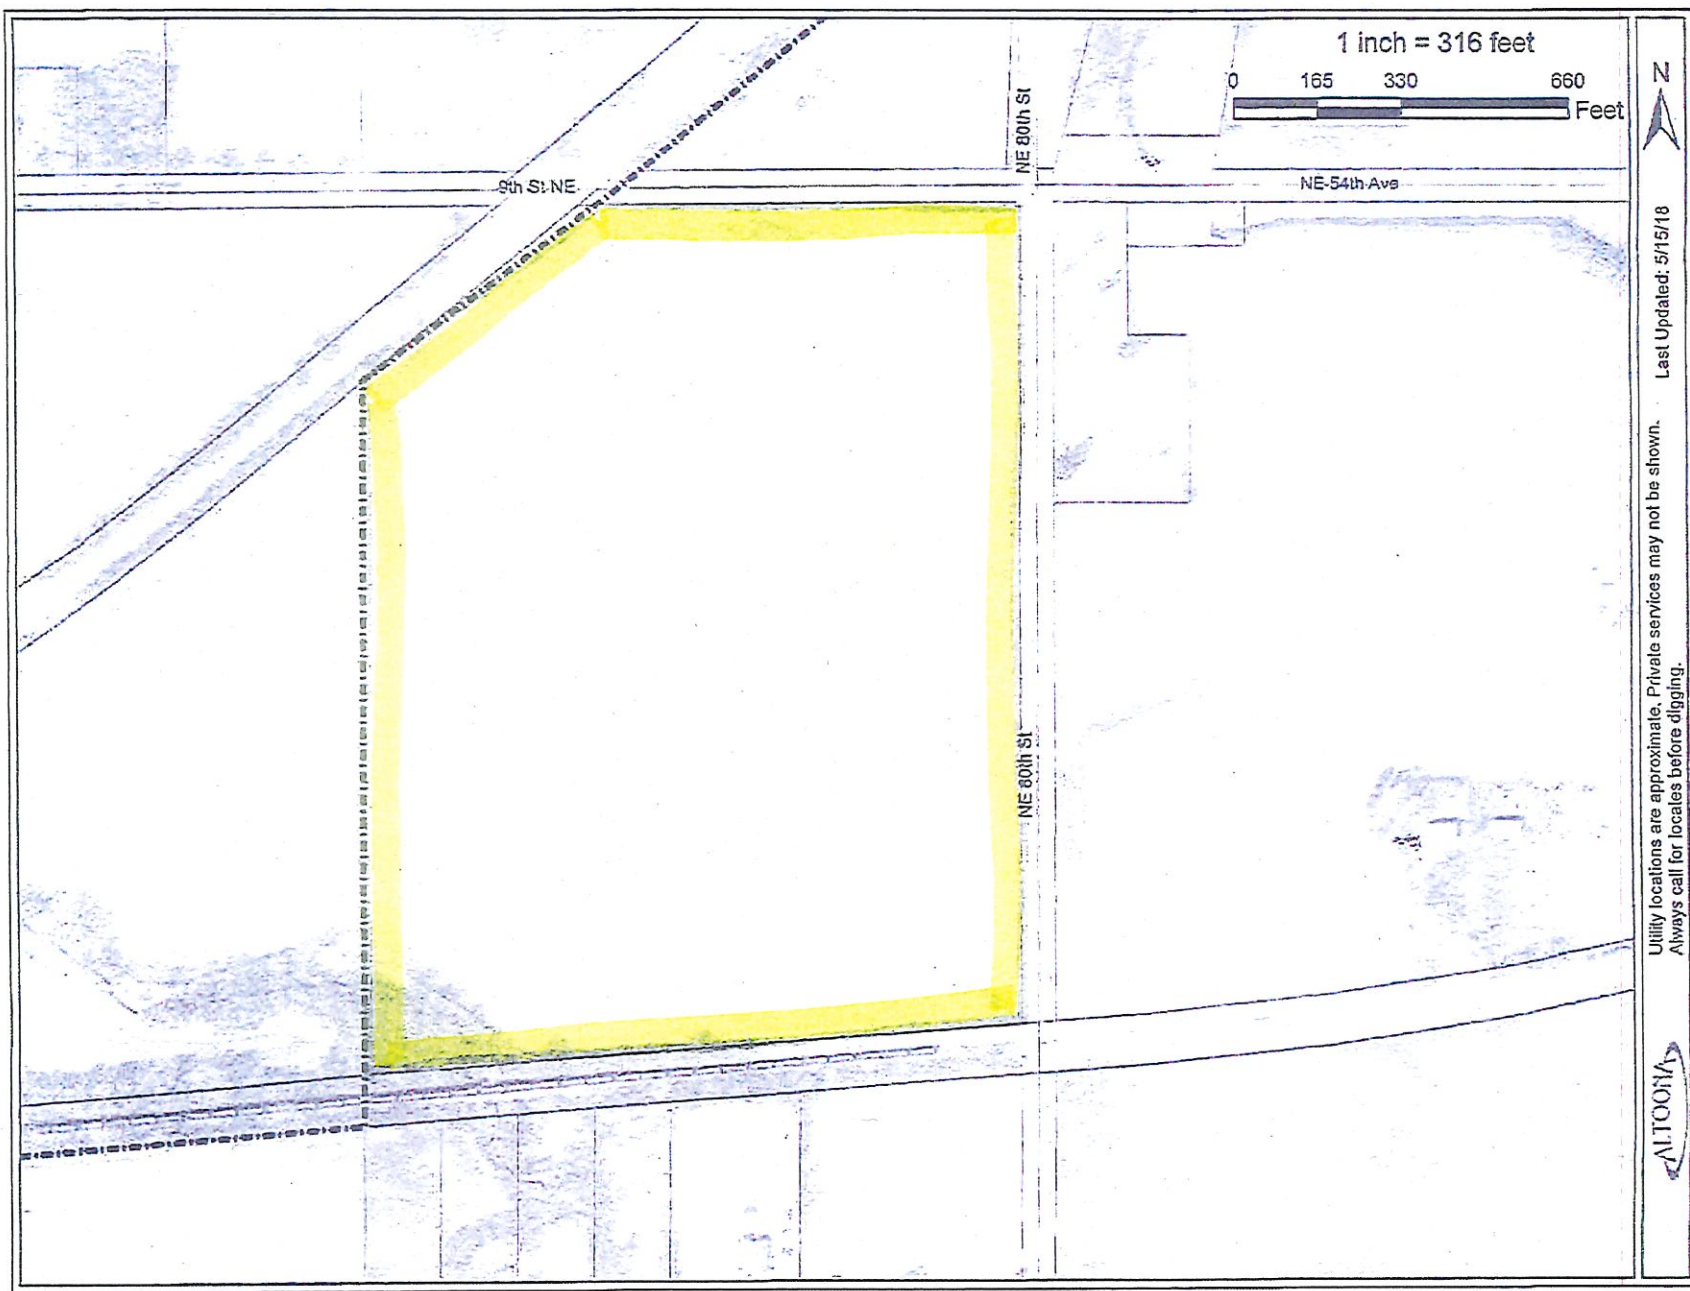 1 inch = 316 feet
0 165 330 660
Feet
N
NE 80th St
9th St NE
NE 54th Ave
Last Updated: 5/15/18
NE 80th St
Utility locations are approximate. Private services may not be shown.
Always call for locates before digging.
ALTOONA